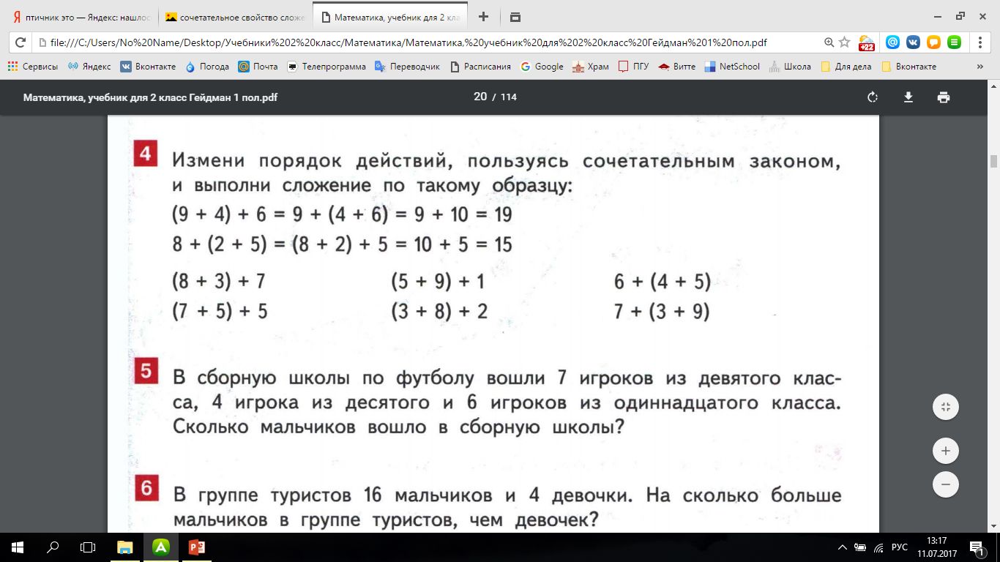 птичник это — Яндекс: нашлос
сочетательное свойство сложе
Математика, учебник для 2 кла
file:///C:/Users/No%20Name/Desktop/Учебники%202%20класс/Математика/Математика,%20учебник%20для%202%20класс%20Гейдман%201%20пол.pdf
+22
Сервисы Яндекс Вконтакте Погода Почта Телепрограмма Переводчик Расписания Google Храм ПГУ Витте NetSchool Школа Для дела Вконтакте »
Математика, учебник для 2 класс Гейдман 1 пол.pdf 20 / 114
4 Измени порядок действий, пользуясь сочетательным законом,
и выполни сложение по такому образцу:
(9 + 4) + 6 = 9 + (4 + 6) = 9 + 10 = 19
8 + (2 + 5) = (8 + 2) + 5 = 10 + 5 = 15
(8 + 3) + 7 (5 + 9) + 1 6 + (4 + 5)
(7 + 5) + 5 (3 + 8) + 2 7 + (3 + 9)
5 В сборную школы по футболу вошли 7 игроков из девятого клас-
са, 4 игрока из десятого и 6 игроков из одиннадцатого класса.
Сколько мальчиков вошло в сборную школы?
6 В группе туристов 16 мальчиков и 4 девочки. На сколько больше
мальчиков в группе туристов, чем девочек?
РУС
13:17
11.07.2017
1